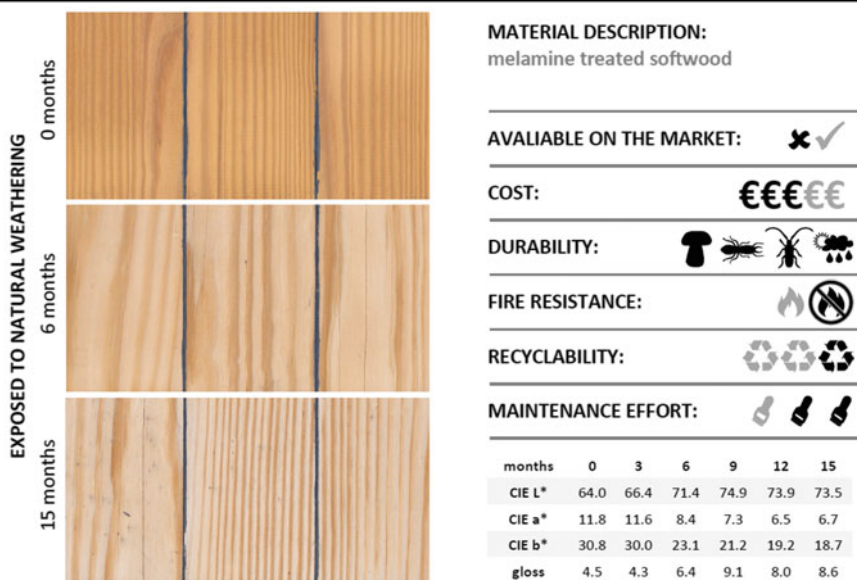 EXPOSED TO NATURAL WEATHERING
0 months
6 months
15 months
MATERIAL DESCRIPTION:
melamine treated softwood
AVALIABLE ON THE MARKET:
COST: €€€€€
DURABILITY:
FIRE RESISTANCE:
RECYCLABILITY:
MAINTENANCE EFFORT:
months 0 3 6 9 12 15
CIE L* 64.0 66.4 71.4 74.9 73.9 73.5
CIE a* 11.8 11.6 8.4 7.3 6.5 6.7
CIE b* 30.8 30.0 23.1 21.2 19.2 18.7
gloss 4.5 4.3 6.4 9.1 8.0 8.6